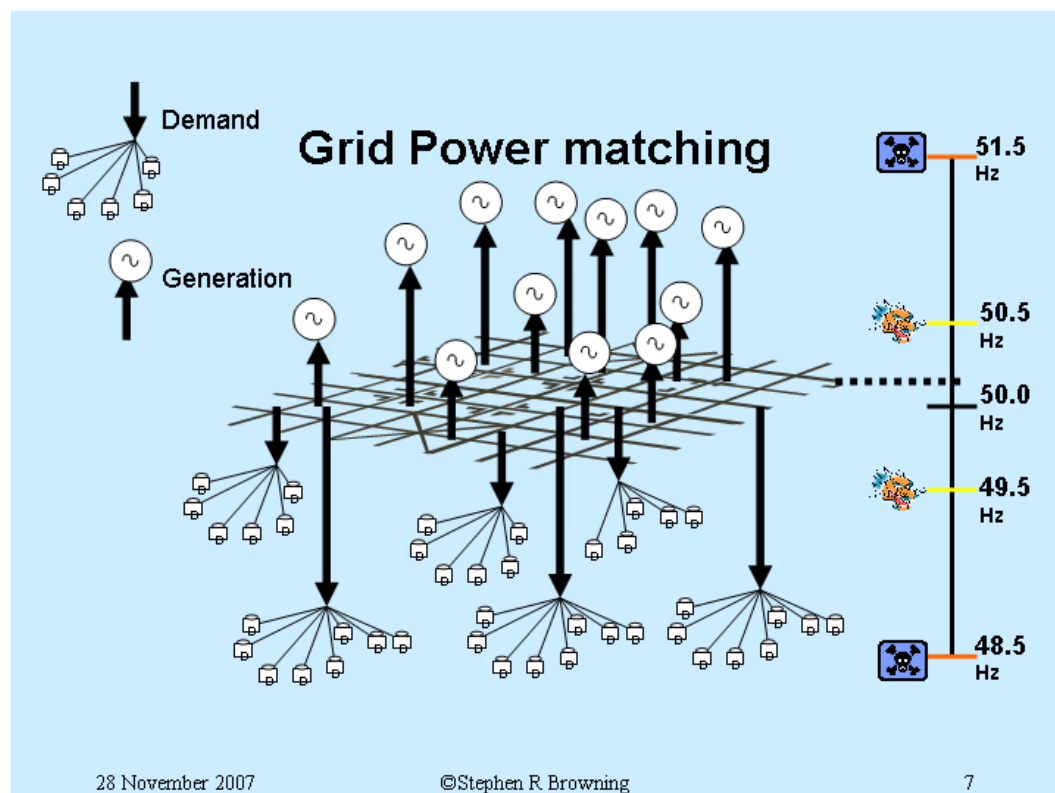 Demand
Grid Power matching
Generation
51.5
Hz
50.5
Hz
50.0
Hz
49.5
Hz
48.5
Hz
28 November 2007
©Stephen R Browning
7